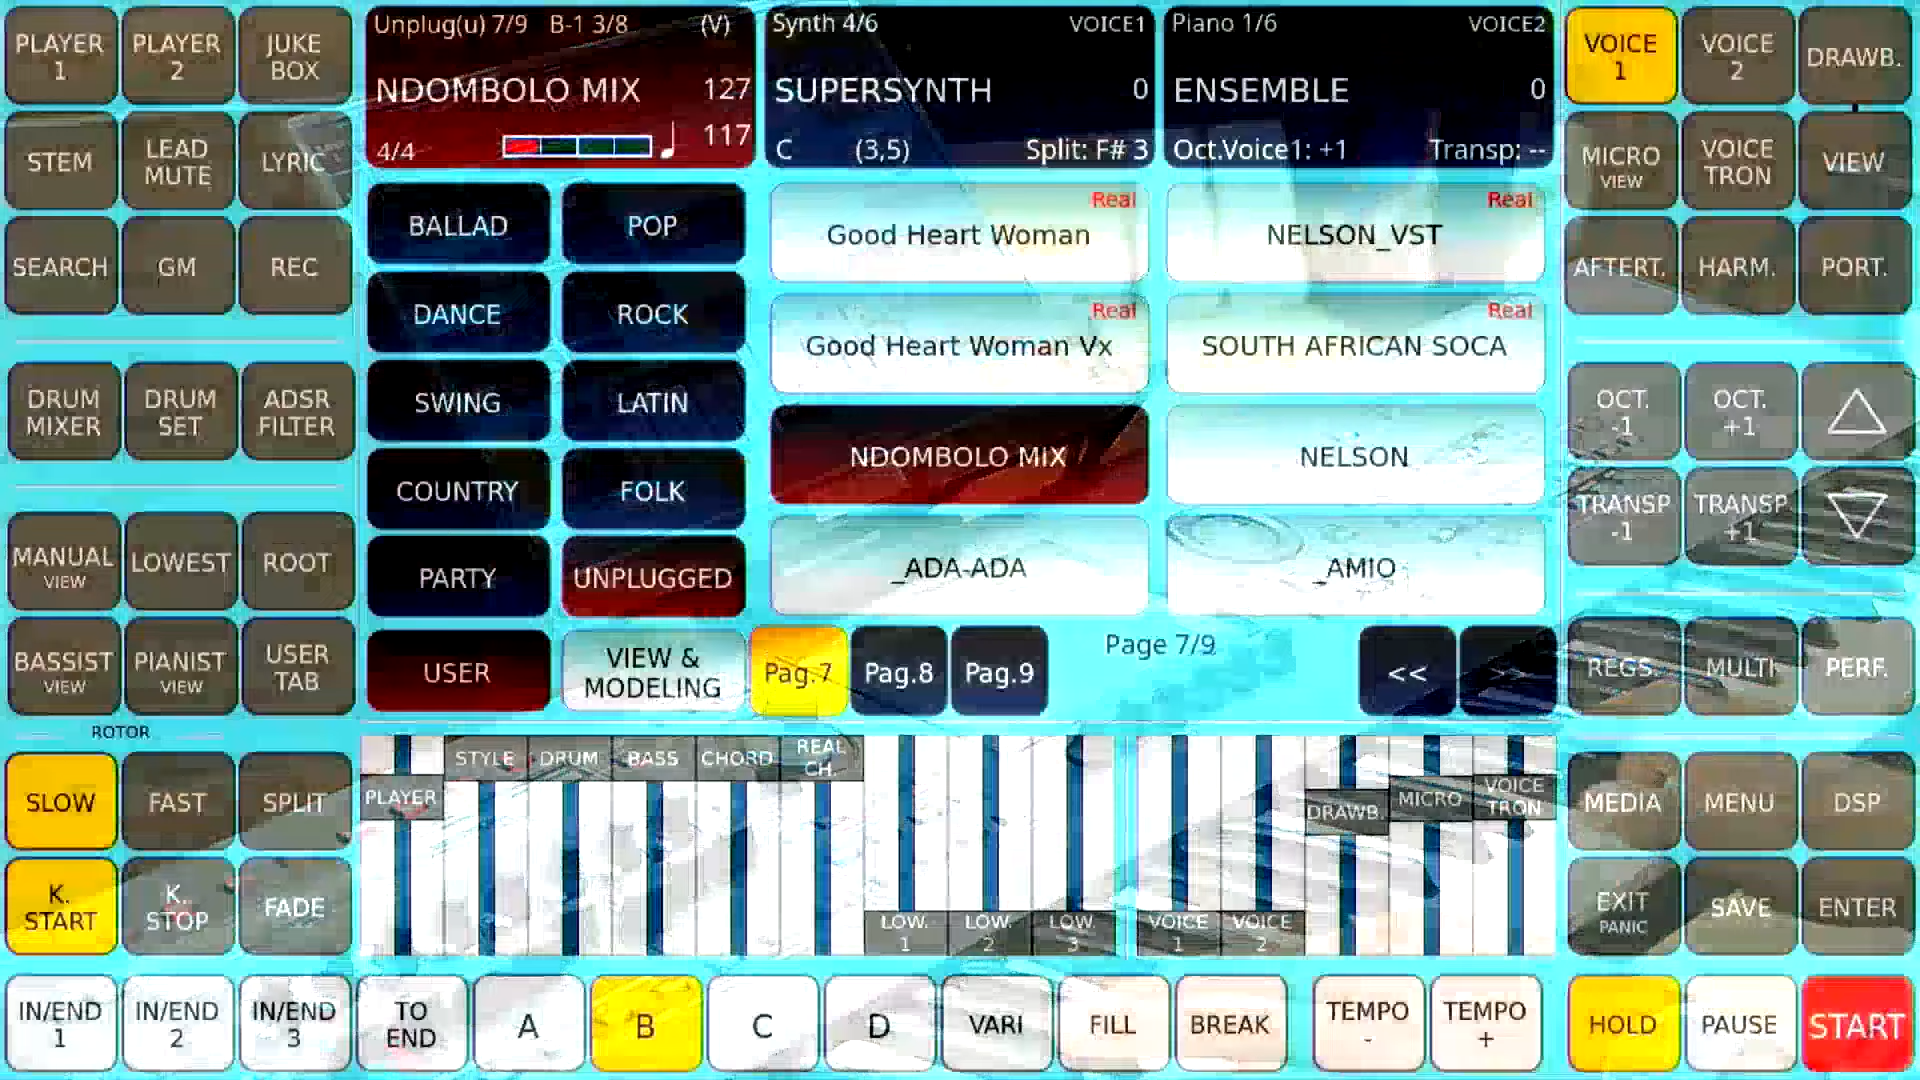 PLAYER
1
PLAYER
2
JUKE
BOX
STEM
LEAD
MUTE
LYRIC
SEARCH
GM
REC
DRUM
MIXER
DRUM
SET
ADSR
FILTER
MANUAL
VIEW
LOWEST
ROOT
BASSIST
VIEW
PIANIST
VIEW
USER
TAB
ROTOR
SLOW
FAST
SPLIT
K.
START
K.
STOP
FADE
Unplug(u) 7/9 B-1 3/8 (V)
NDOMBOLO MIX 127
4/4 117
Synth 4/6 VOICE1
SUPERSYNTH 0
C (3,5) Split: F# 3
Piano 1/6 VOICE2
ENSEMBLE 0
Oct.Voice1: +1 Transp: --
BALLAD
POP
DANCE
ROCK
SWING
LATIN
COUNTRY
FOLK
PARTY
UNPLUGGED
USER
VIEW &
MODELING
Real
Good Heart Woman
Real
NELSON_VST
Real
Good Heart Woman Vx
Real
SOUTH AFRICAN SOCA
NDOMBOLO MIX
NELSON
_ADA-ADA
_AMIO
Pag.7
Pag.8
Pag.9
Page 7/9
<<
>>
PLAYER
STYLE
DRUM
BASS
CHORD
REAL
CH.
LOW.
1
LOW.
2
LOW.
3
VOICE
1
VOICE
2
DRAWB.
MICRO
VOICE
TRON
VOICE
1
VOICE
2
DRAWB.
MICRO
VIEW
VOICE
TRON
VIEW
AFTERT.
HARM.
PORT.
OCT.
-1
OCT.
+1
TRANSP
-1
TRANSP
+1
REGS.
MULTI
PERF.
MEDIA
MENU
DSP
EXIT
PANIC
SAVE
ENTER
IN/END
1
IN/END
2
IN/END
3
TO
END
A
B
C
D
VARI
FILL
BREAK
TEMPO
-
TEMPO
+
HOLD
PAUSE
START